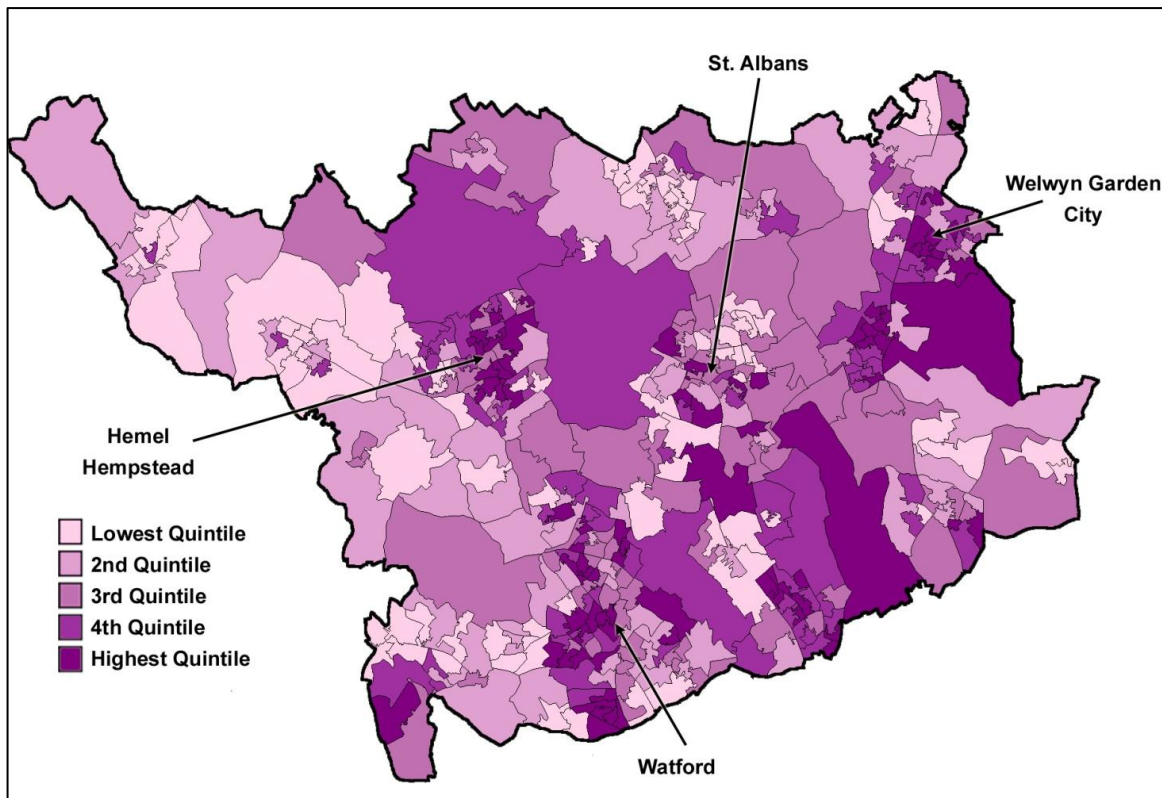 St. Albans
Welwyn Garden
City
Hemel
Hempstead
Lowest Quintile
2nd Quintile
3rd Quintile
4th Quintile
Highest Quintile
Watford